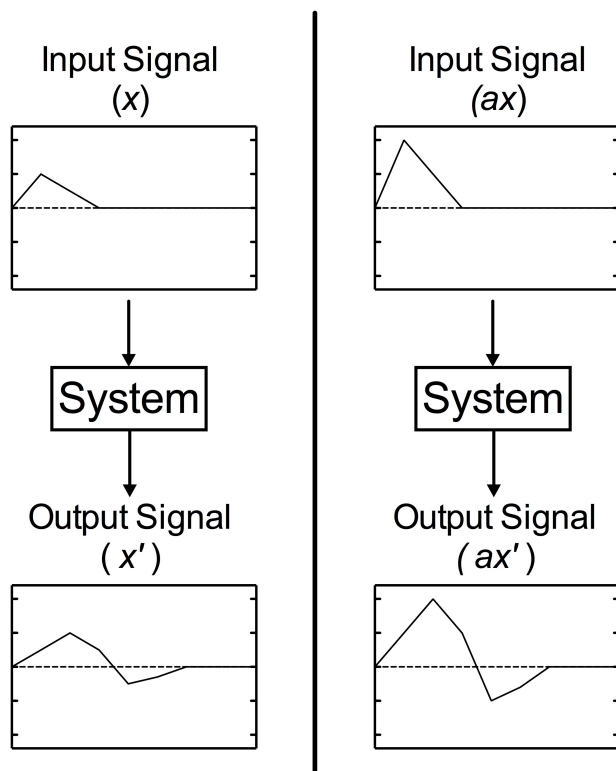 Input Signal
(x)
System
Output Signal
( x' )
Input Signal
(ax)
System
Output Signal
( ax' )